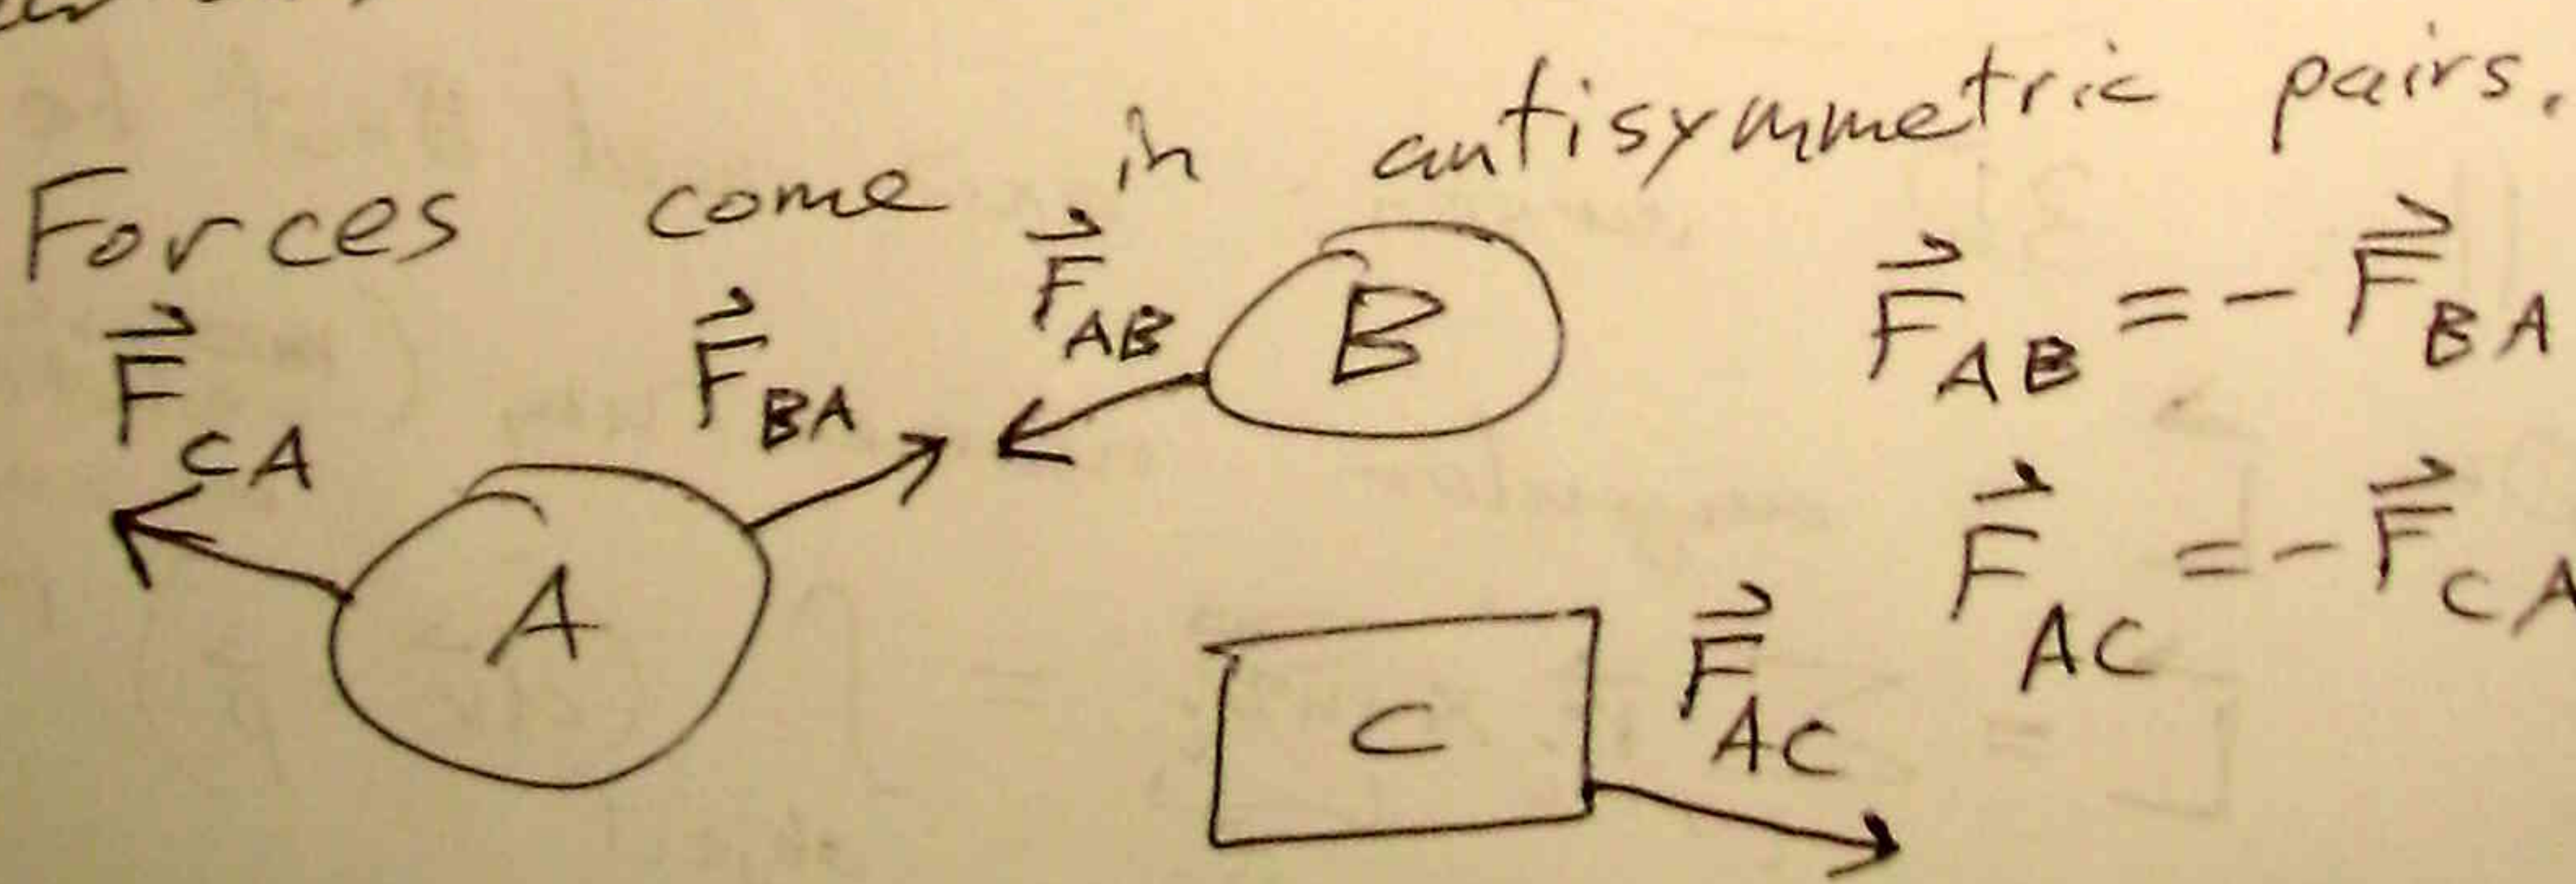 Forces come in antisymmetric pairs.
F⃗_CA
F⃗_BA
F⃗_AB
B
F⃗_AB = - F⃗_BA
A
F⃗_AC = - F⃗_CA
C
F⃗_AC